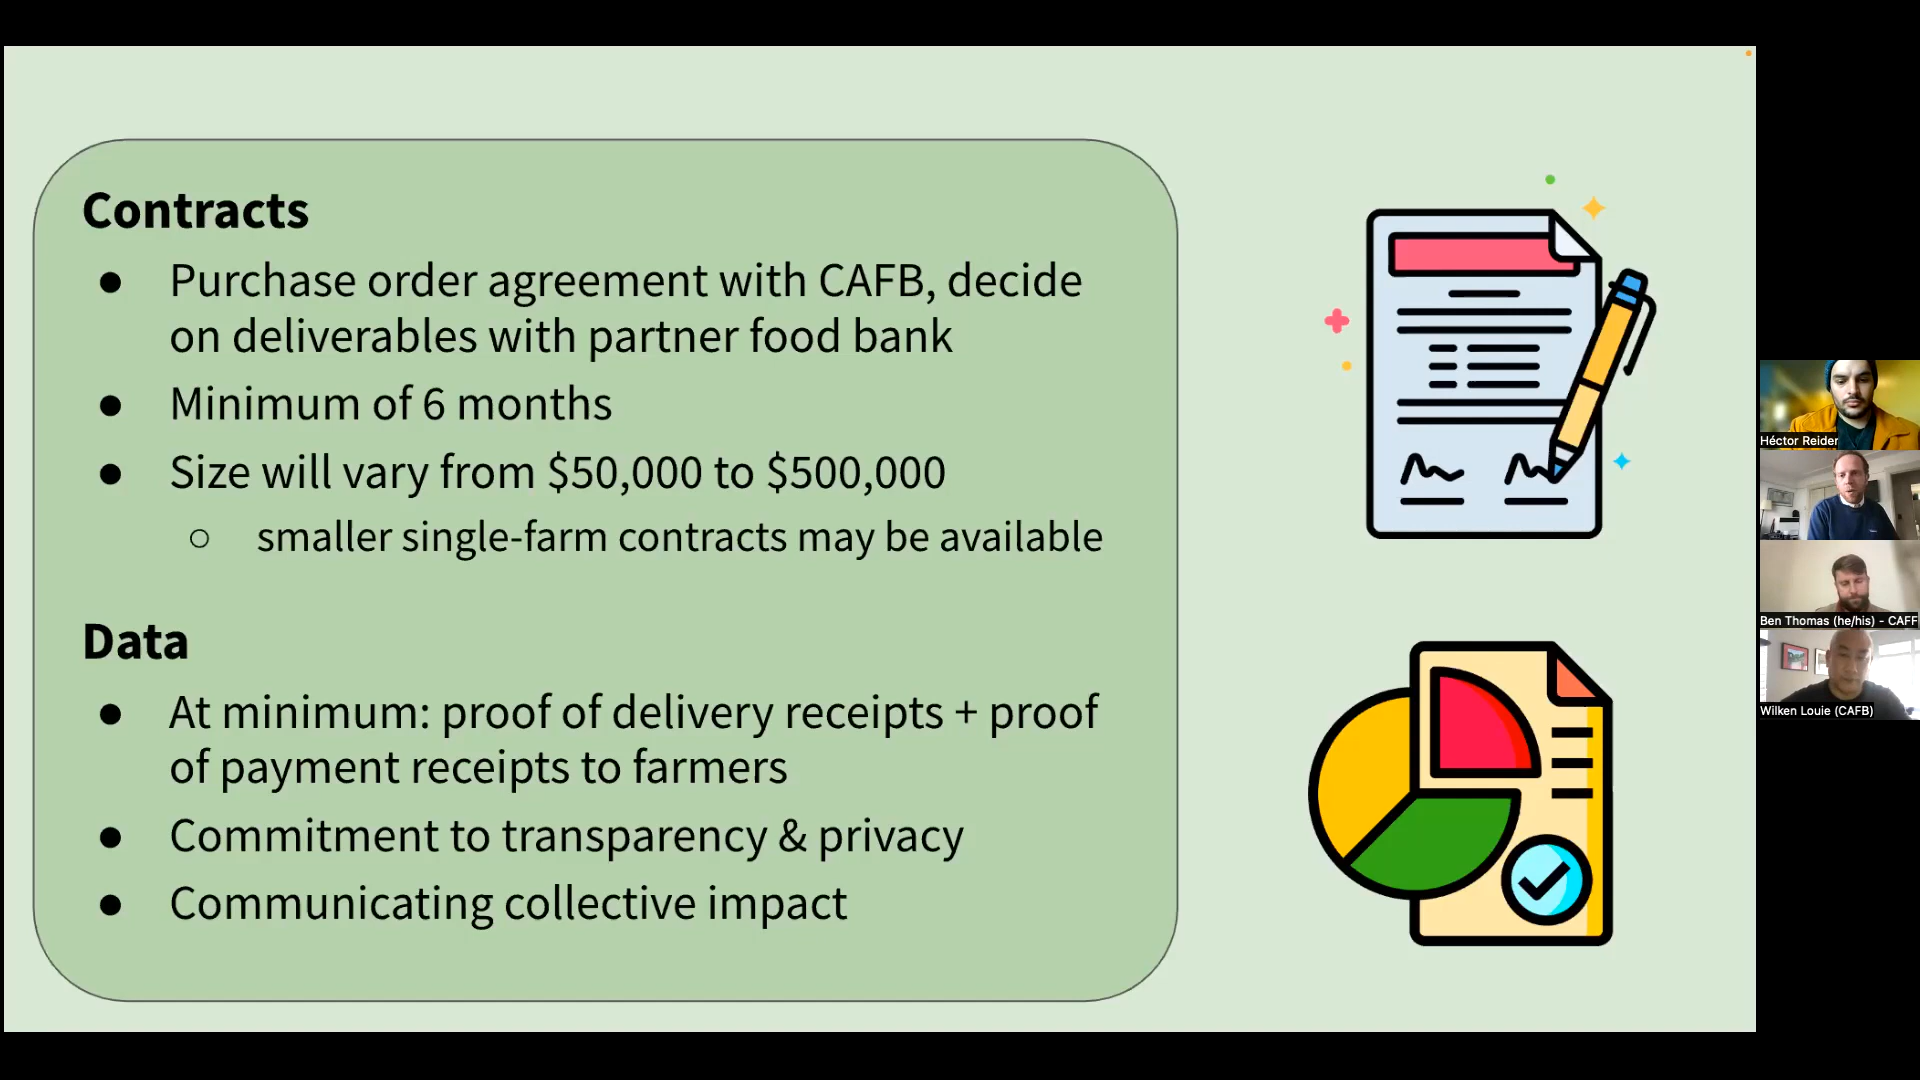 Contracts
● Purchase order agreement with CAFB, decide
on deliverables with partner food bank
● Minimum of 6 months
● Size will vary from $50,000 to $500,000
○ smaller single-farm contracts may be available
Data
● At minimum: proof of delivery receipts + proof
of payment receipts to farmers
● Commitment to transparency & privacy
● Communicating collective impact
Héctor Reider
Ben Thomas (he/his) - CAFF
Wilken Louie (CAFB)